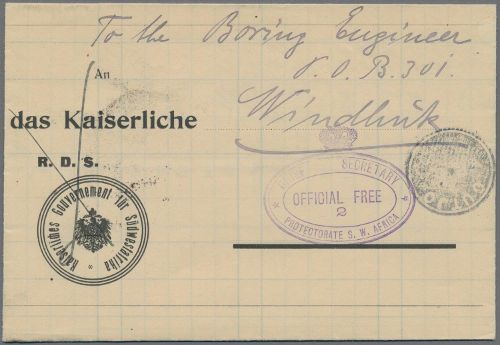 To the Boring Engineer
An
P.O.B. 301.
das Kaiserliche
Windhuk
R. D. S.
Kaiserliches Gouvernement für Südwestafrika
SECRETARY
OFFICIAL FREE
2
PROTECTORATE S. W. AFRICA